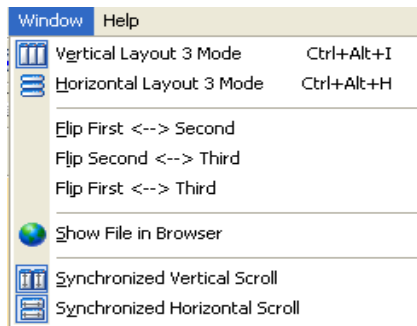 Window Help
Vertical Layout 3 Mode Ctrl+Alt+I
Horizontal Layout 3 Mode Ctrl+Alt+H
Flip First <--> Second
Flip Second <--> Third
Flip First <--> Third
Show File in Browser
Synchronized Vertical Scroll
Synchronized Horizontal Scroll